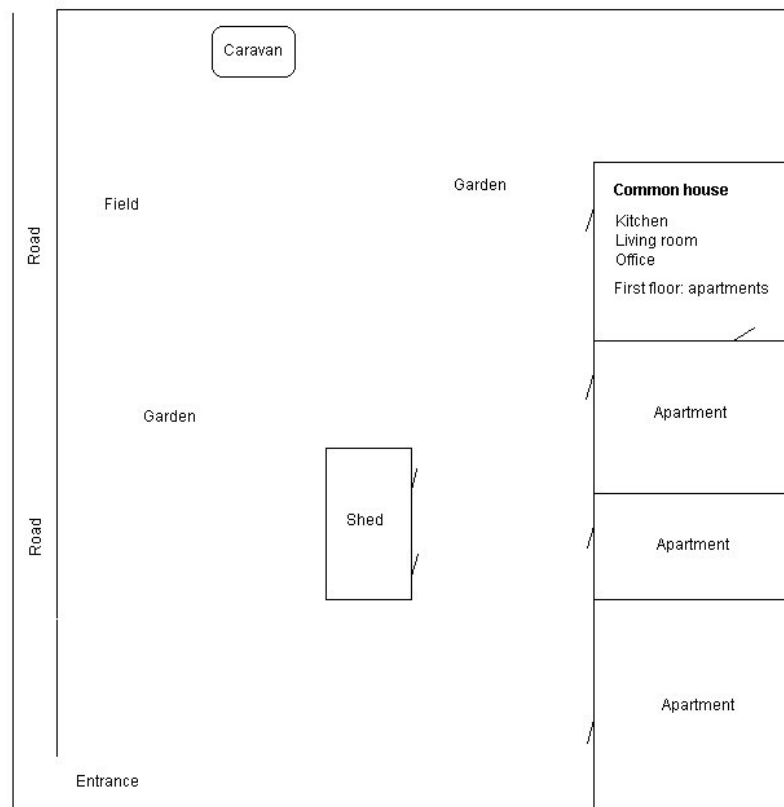 Caravan
Garden
Common house
Field
Kitchen
Road
Living room
Office
First floor: apartments
Garden
Apartment
Shed
Road
Apartment
Apartment
Entrance